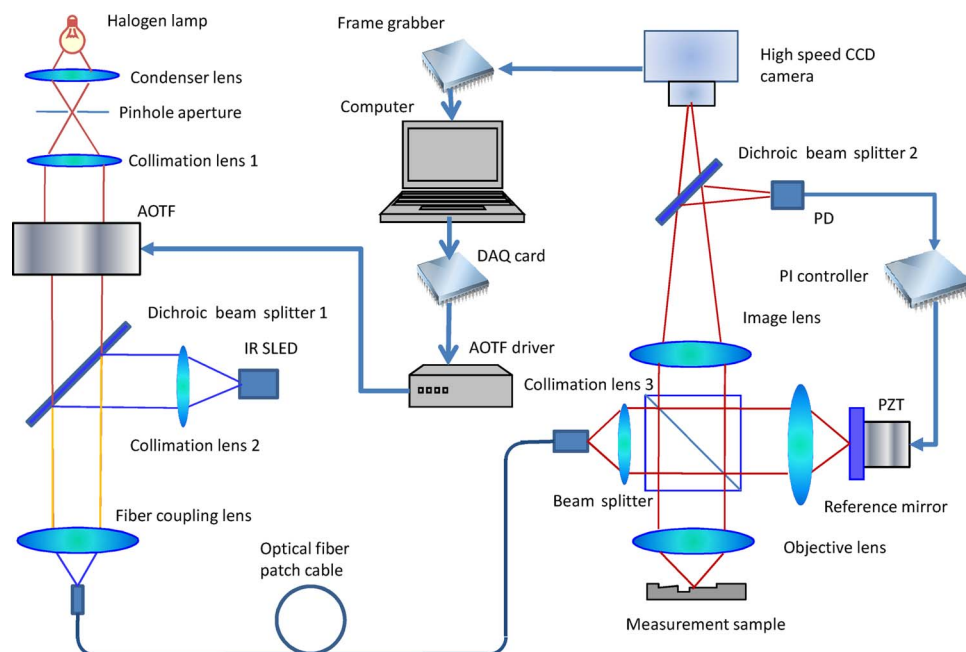 Halogen lamp
Condenser lens
Pinhole aperture
Collimation lens 1
AOTF
Dichroic beam splitter 1
IR SLED
Collimation lens 2
Fiber coupling lens
Optical fiber
patch cable
Frame grabber
Computer
DAQ card
AOTF driver
High speed CCD
camera
Dichroic beam splitter 2
PD
PI controller
Image lens
Collimation lens 3
PZT
Beam splitter
Reference mirror
Objective lens
Measurement sample